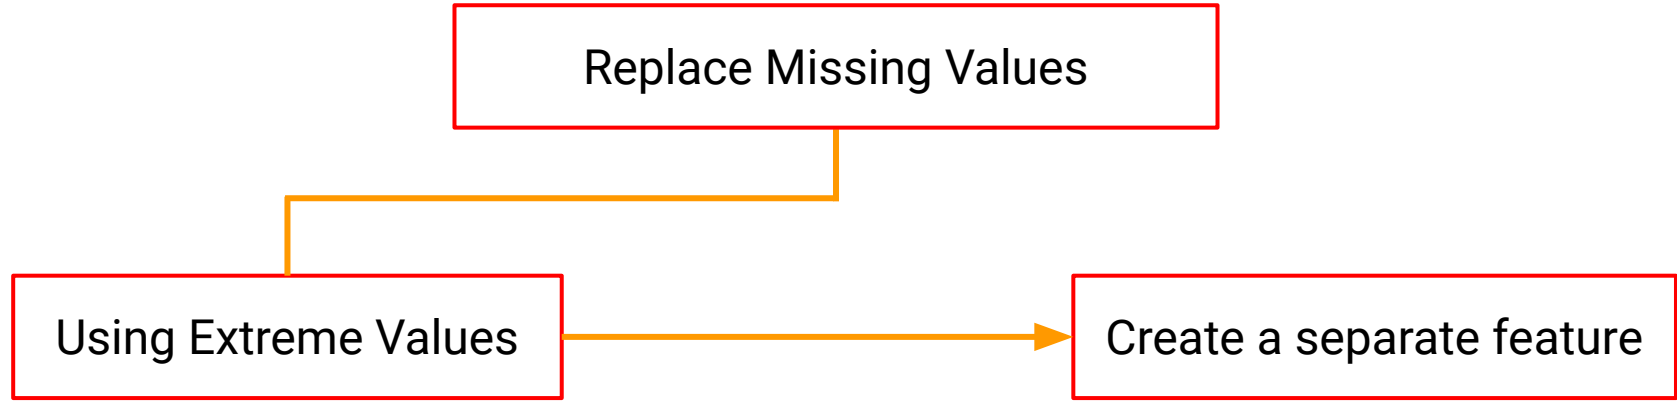 Replace Missing Values
Using Extreme Values
Create a separate feature